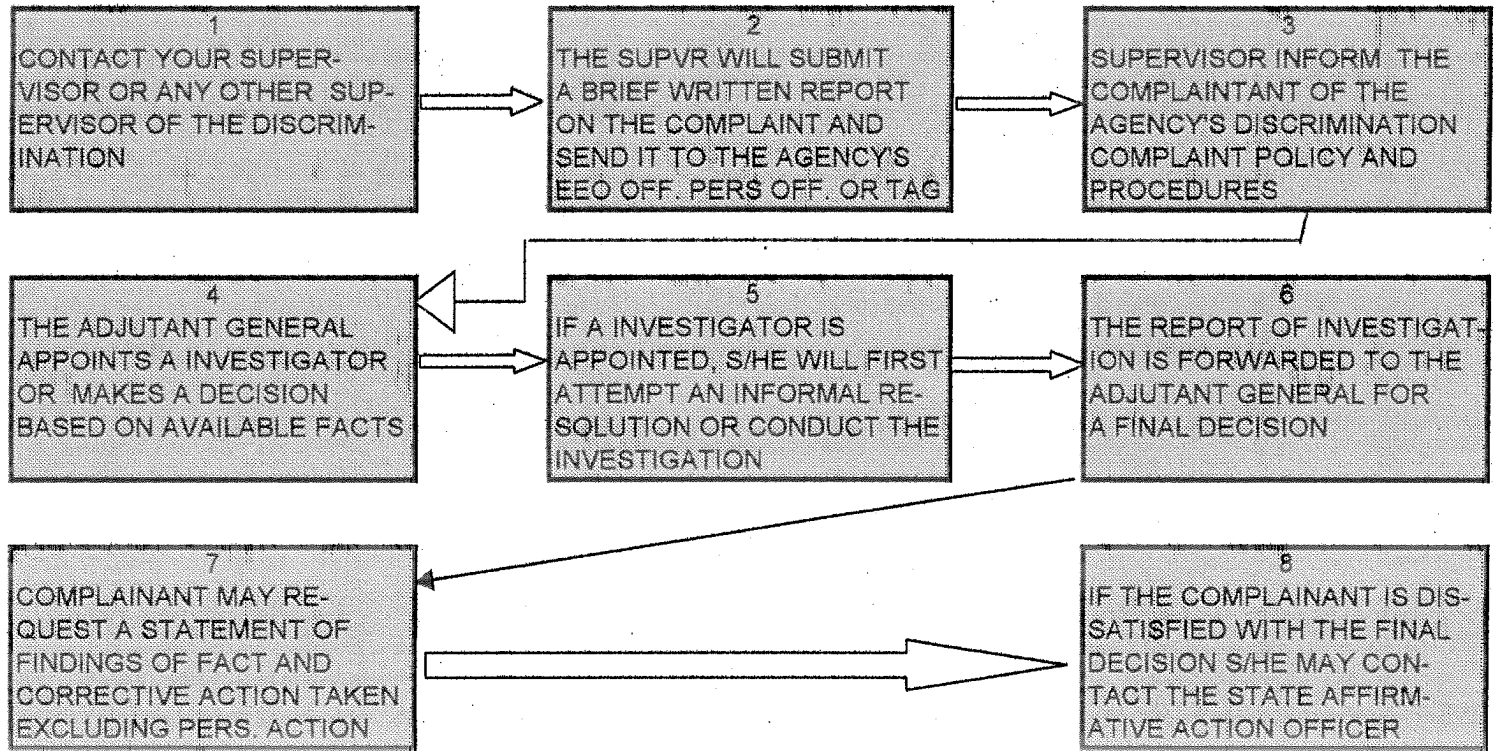 1
CONTACT YOUR SUPER-
VISOR OR ANY OTHER SUP-
ERVISOR OF THE DISCRIM-
INATION
2
THE SUPVR WILL SUBMIT
A BRIEF WRITTEN REPORT
ON THE COMPLAINT AND
SEND IT TO THE AGENCY'S
EEO OFF. PERS OFF. OR TAG
3
SUPERVISOR INFORM THE
COMPLAINTANT OF THE
AGENCY'S DISCRIMINATION
COMPLAINT POLICY AND
PROCEDURES
4
THE ADJUTANT GENERAL
APPOINTS A INVESTIGATOR
OR MAKES A DECISION
BASED ON AVAILABLE FACTS
5
IF A INVESTIGATOR IS
APPOINTED, S/HE WILL FIRST
ATTEMPT AN INFORMAL RE-
SOLUTION OR CONDUCT THE
INVESTIGATION
6
THE REPORT OF INVESTIGAT-
ION IS FORWARDED TO THE
ADJUTANT GENERAL FOR
A FINAL DECISION
7
COMPLAINANT MAY RE-
QUEST A STATEMENT OF
FINDINGS OF FACT AND
CORRECTIVE ACTION TAKEN
EXCLUDING PERS. ACTION
8
IF THE COMPLAINANT IS DIS-
SATISFIED WITH THE FINAL
DECISION S/HE MAY CON-
TACT THE STATE AFFIRM-
ATIVE ACTION OFFICER